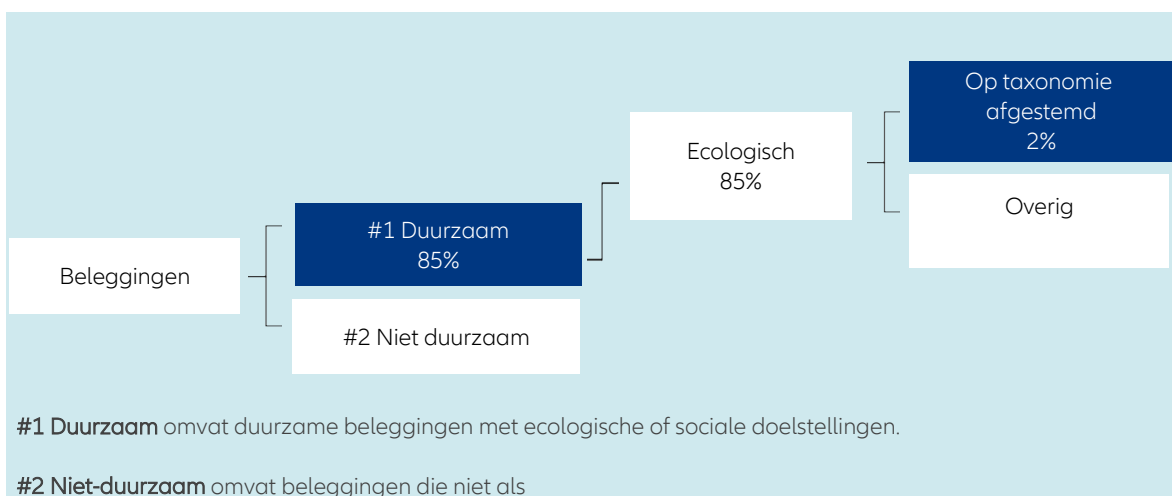 Op taxonomie
afgestemd
2%
Ecologisch
85%
Overig
#1 Duurzaam
85%
Beleggingen
#2 Niet duurzaam
#1 Duurzaam omvat duurzame beleggingen met ecologische of sociale doelstellingen.
#2 Niet-duurzaam omvat beleggingen die niet als